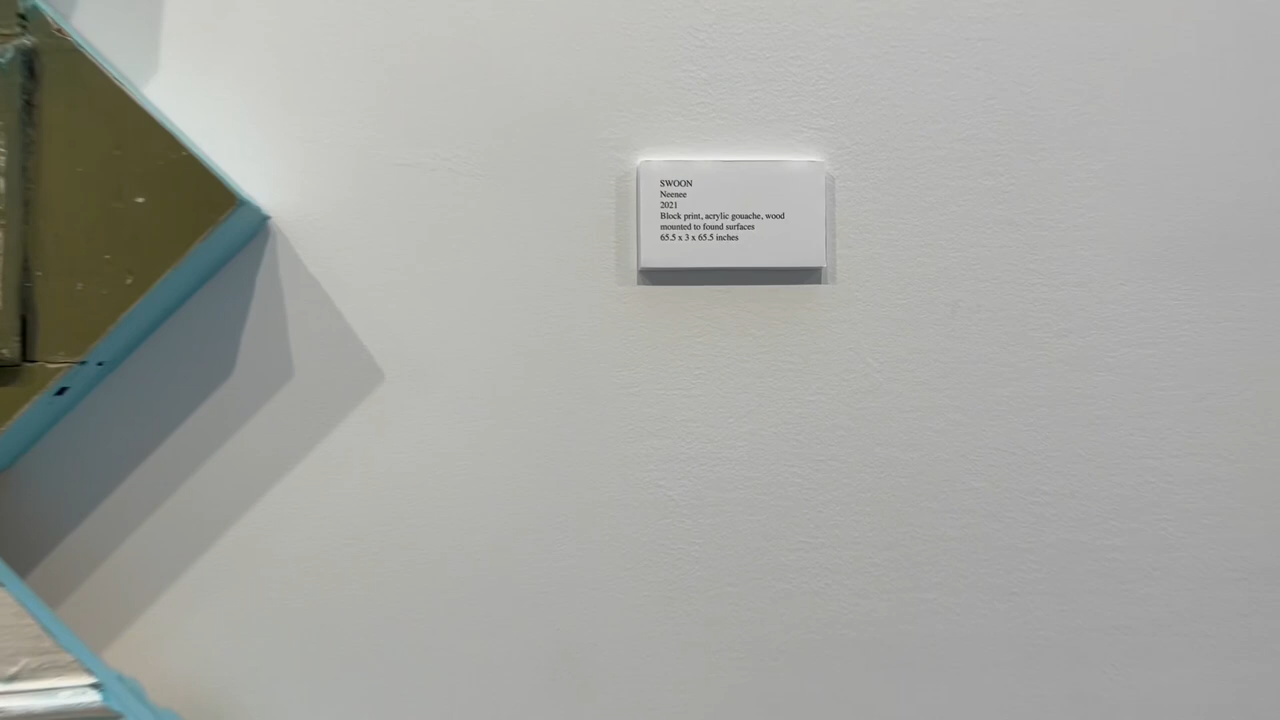 SWOON
Neenee
2021
Block print, acrylic gouache, wood
mounted to found surfaces
65.5 x 3 x 65.5 inches